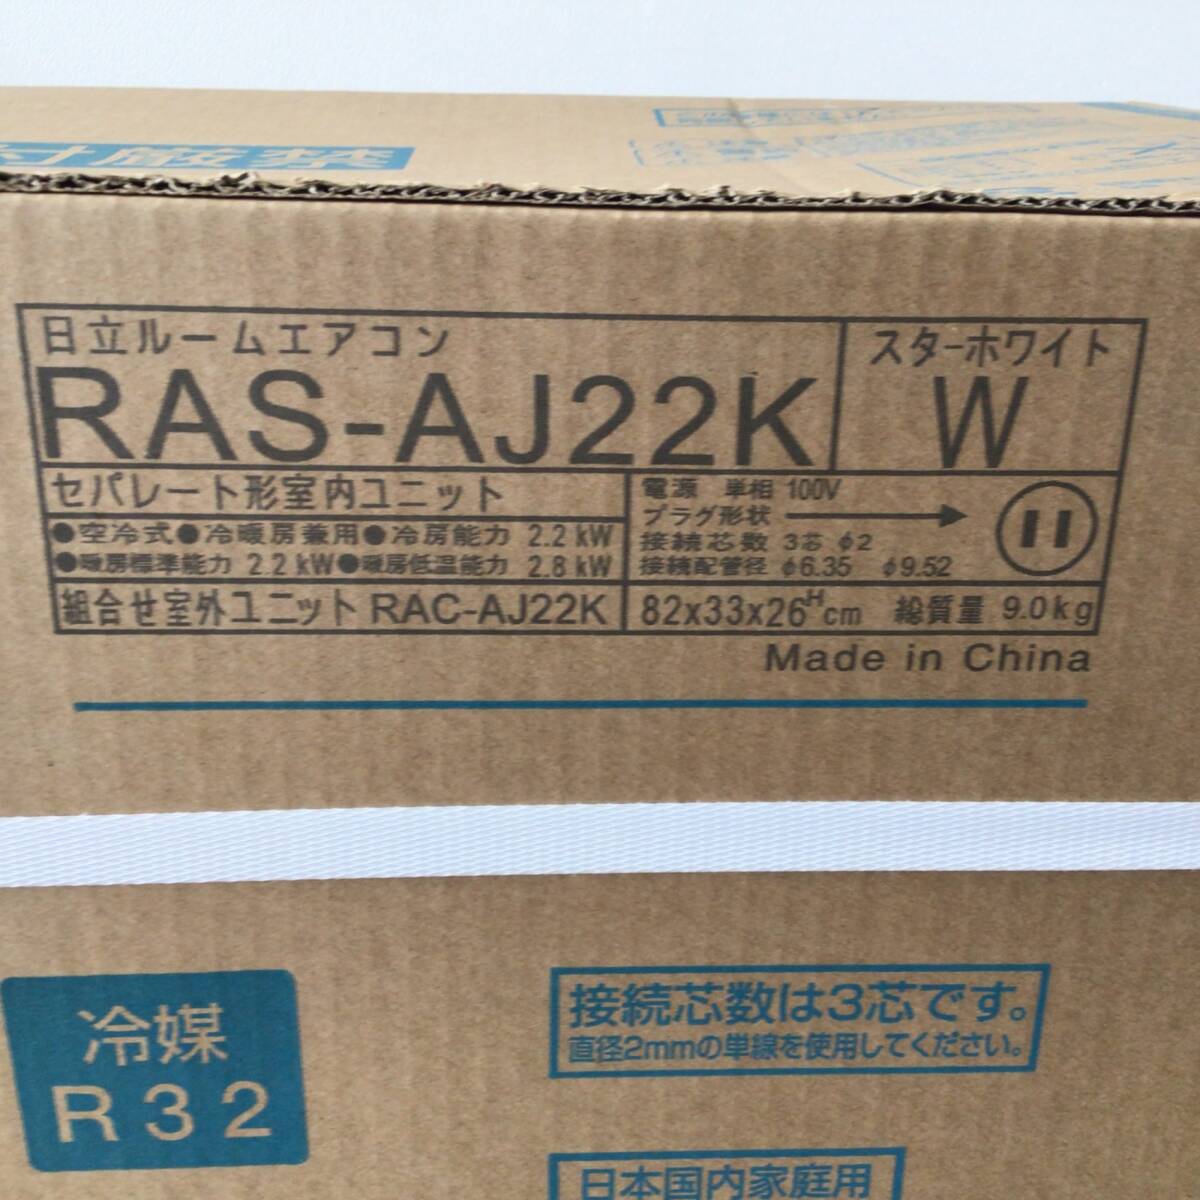 厳禁
日立ルームエアコン
RAS-AJ22K
スターホワイト
W
セパレート形室内ユニット
●空冷式●冷暖房兼用●冷房能力 2.2kW
●暖房標準能力 2.2kW●暖房低温能力 2.8kW
組合せ室外ユニット RAC-AJ22K
電源 単相 100V
プラグ形状
接続芯数 3芯 φ2
接続配管径 φ6.35 φ9.52
82x33x26Hcm 総質量 9.0kg
Made in China
冷媒
R32
接続芯数は3芯です。
直径2mmの単線を使用してください。
日本国内家庭用